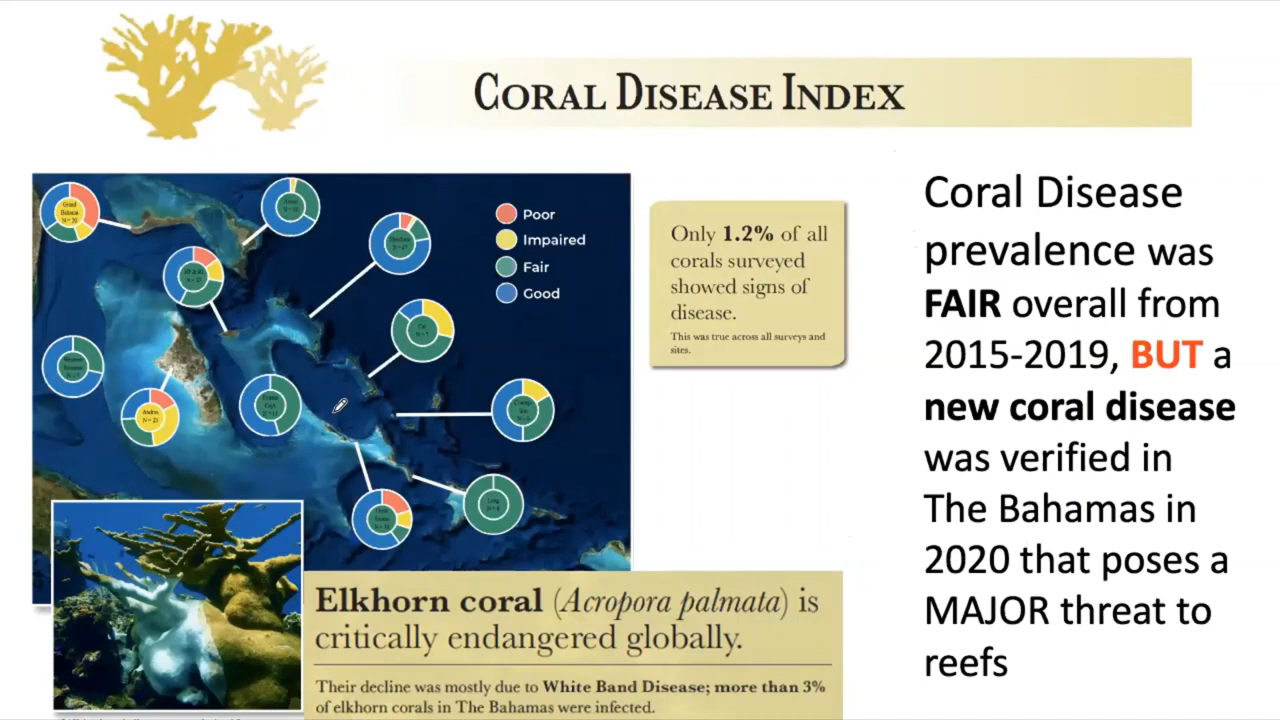 CORAL DISEASE INDEX
Poor
Impaired
Fair
Good
Grand
Bahama
Andros
Long
Only 1.2% of all
corals surveyed
showed signs of
disease.
This was true across all surveys and
sites.
Coral Disease
prevalence was
FAIR overall from
2015-2019, BUT a
new coral disease
was verified in
The Bahamas in
2020 that poses a
MAJOR threat to
reefs
Elkhorn coral (Acropora palmata) is
critically endangered globally.
Their decline was mostly due to White Band Disease; more than 3%
of elkhorn corals in The Bahamas were infected.